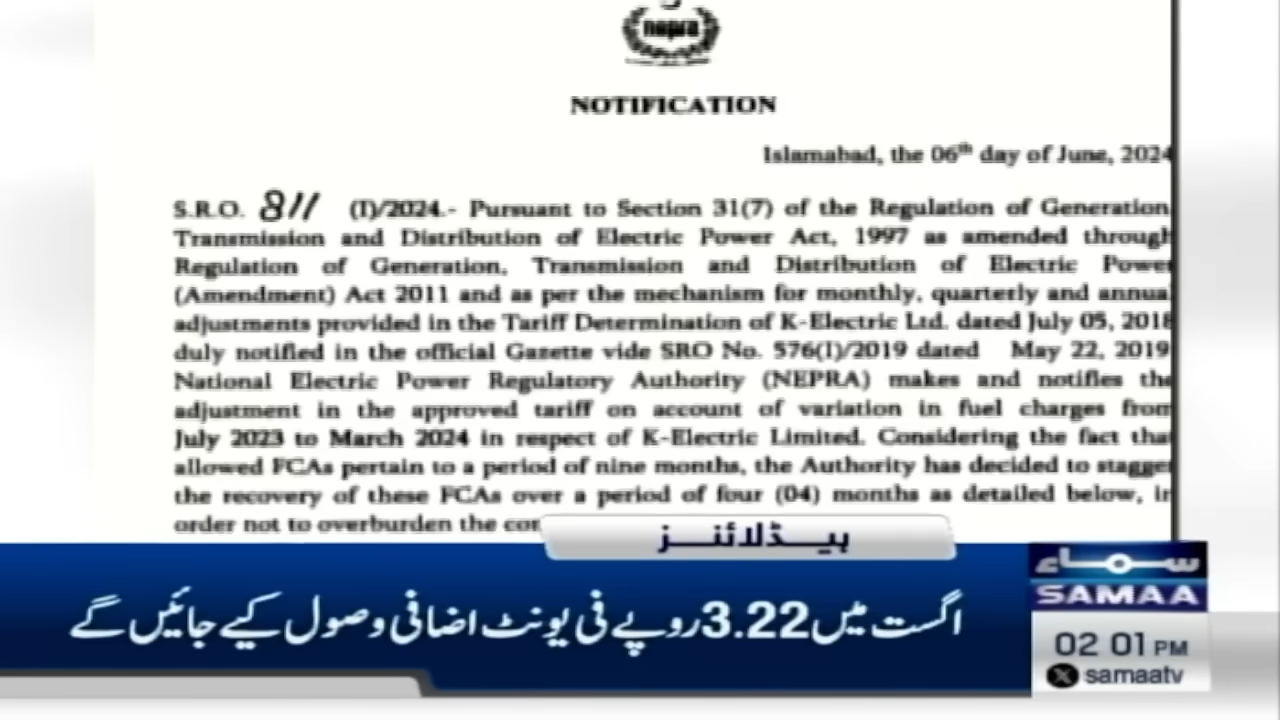 nepra
NOTIFICATION
Islamabad, the 06th day of June, 2024
S.R.O. 811 (I)/2024.- Pursuant to Section 31(7) of the Regulation of Generation
Transmission and Distribution of Electric Power Act, 1997 as amended through
Regulation of Generation, Transmission and Distribution of Electric Power
(Amendment) Act 2011 and as per the mechanism for monthly, quarterly and annual
adjustments provided in the Tariff Determination of K-Electric Ltd. dated July 05, 2018
duly notified in the official Gazette vide SRO No. 576(I)/2019 dated May 22, 2019
National Electric Power Regulatory Authority (NEPRA) makes and notifies the
adjustment in the approved tariff on account of variation in fuel charges from
July 2023 to March 2024 in respect of K-Electric Limited. Considering the fact that
allowed FCAs pertain to a period of nine months, the Authority has decided to stagger
the recovery of these FCAs over a period of four (04) months as detailed below, in
order not to overburden the con
ہیڈلائنز
اگست میں 3.22 روپے فی یونٹ اضافی وصول کیے جائیں گے
سماء
SAMAA
02 01 PM
X samaatv